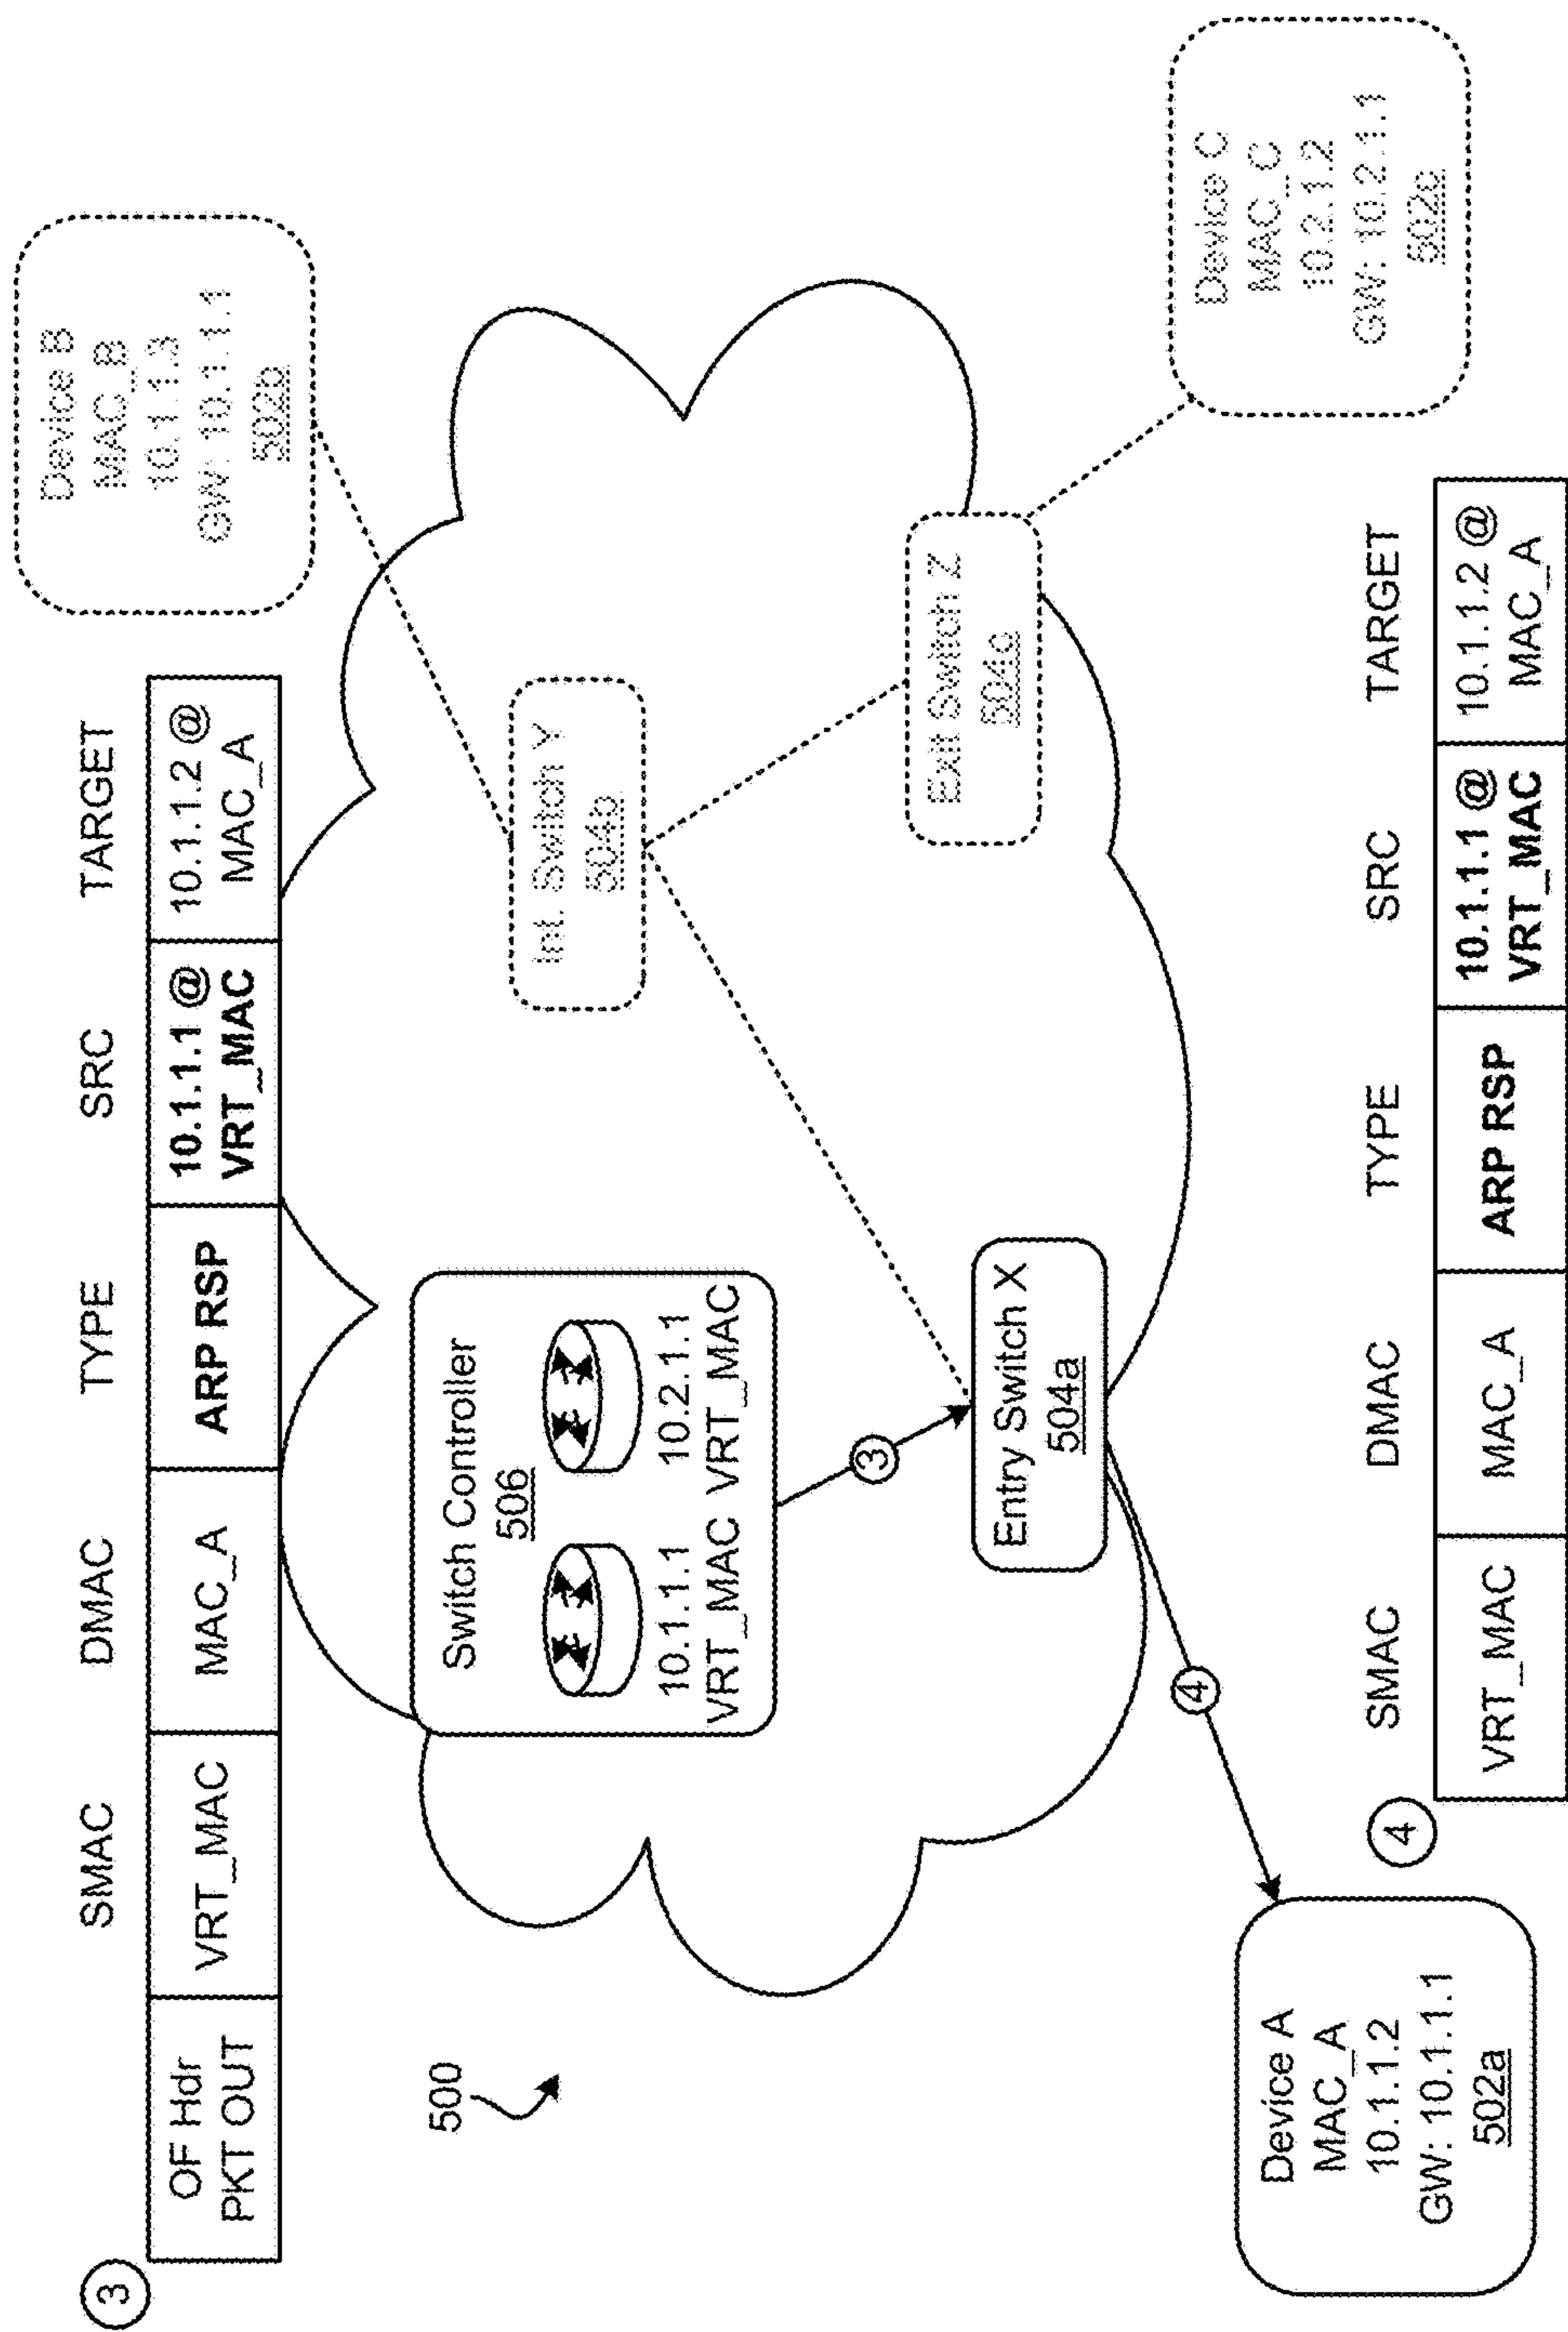 3
SMAC DMAC TYPE SRC TARGET
OF Hdr VRT_MAC MAC_A ARP RSP 10.1.1.1 @ 10.1.1.2 @
PKT OUT VRT_MAC MAC_A
Device B
MAC_B
10.1.1.3
GW: 10.1.1.1
502b
500
Switch Controller
506
10.1.1.1 10.2.1.1
VRT_MAC VRT_MAC
Int. Switch Y
504b
3
Exit Switch Z
504c
Entry Switch X
504a
4
Device C
MAC_C
10.2.1.2
GW: 10.2.1.1
502c
Device A
MAC_A
10.1.1.2
GW: 10.1.1.1
502a
4
SMAC DMAC TYPE SRC TARGET
VRT_MAC MAC_A ARP RSP 10.1.1.1 @ 10.1.1.2 @
VRT_MAC MAC_A